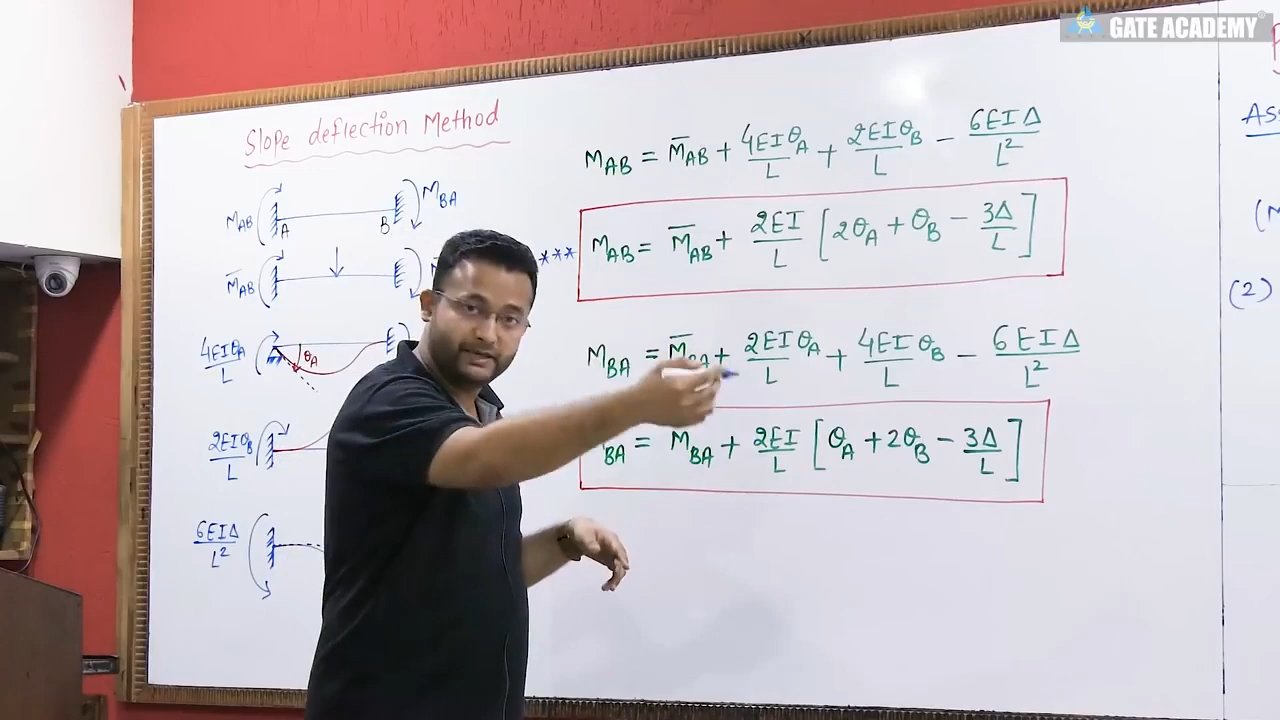 GATE ACADEMY
Slope deflection Method
M_AB
A
B
M_BA
M̅_AB
4EIθ_A/L
θ_A
2EIθ_B/L
6EIΔ/L²
M_AB = M̅_AB + 4EIθ_A/L + 2EIθ_B/L − 6EIΔ/L²
*** M_AB = M̅_AB + 2EI/L [2θ_A + θ_B − 3Δ/L]
M_BA = M̅_BA + 2EIθ_A/L + 4EIθ_B/L − 6EIΔ/L²
BA = M_BA + 2EI/L [θ_A + 2θ_B − 3Δ/L]
(2)